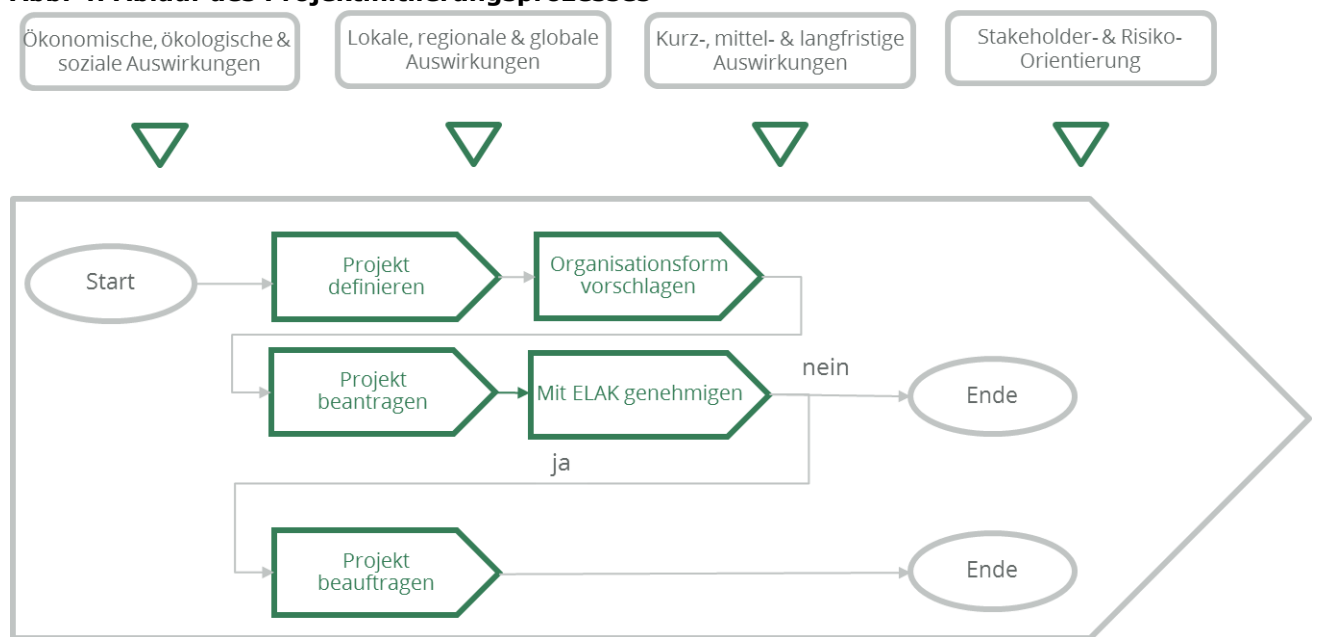 Ökonomische, ökologische &
soziale Auswirkungen
Lokale, regionale & globale
Auswirkungen
Kurz-, mittel- & langfristige
Auswirkungen
Stakeholder- & Risiko-
Orientierung
Start
Projekt
definieren
Organisationsform
vorschlagen
Projekt
beantragen
Mit ELAK genehmigen
nein
Ende
ja
Projekt
beauftragen
Ende